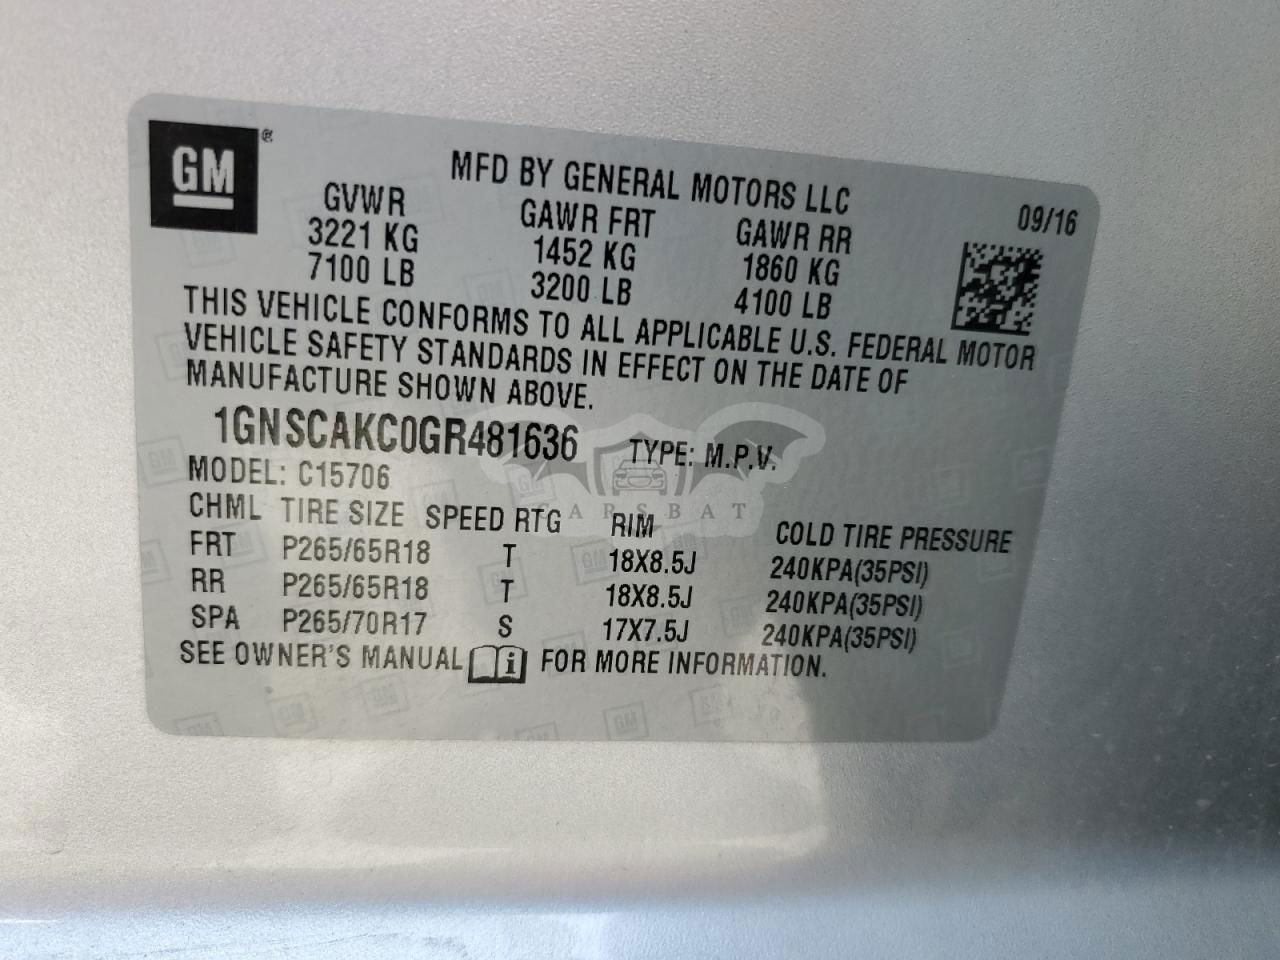 GM ®
MFD BY GENERAL MOTORS LLC
09/16
GVWR GAWR FRT GAWR RR
3221 KG 1452 KG 1860 KG
7100 LB 3200 LB 4100 LB
THIS VEHICLE CONFORMS TO ALL APPLICABLE U.S. FEDERAL MOTOR
VEHICLE SAFETY STANDARDS IN EFFECT ON THE DATE OF
MANUFACTURE SHOWN ABOVE.
1GNSCAKC0GR481636 TYPE: M.P.V.
MODEL: C15706
CARSBAT
CHML TIRE SIZE SPEED RTG RIM COLD TIRE PRESSURE
FRT P265/65R18 T 18X8.5J 240KPA(35PSI)
RR P265/65R18 T 18X8.5J 240KPA(35PSI)
SPA P265/70R17 S 17X7.5J 240KPA(35PSI)
SEE OWNER'S MANUAL i FOR MORE INFORMATION.